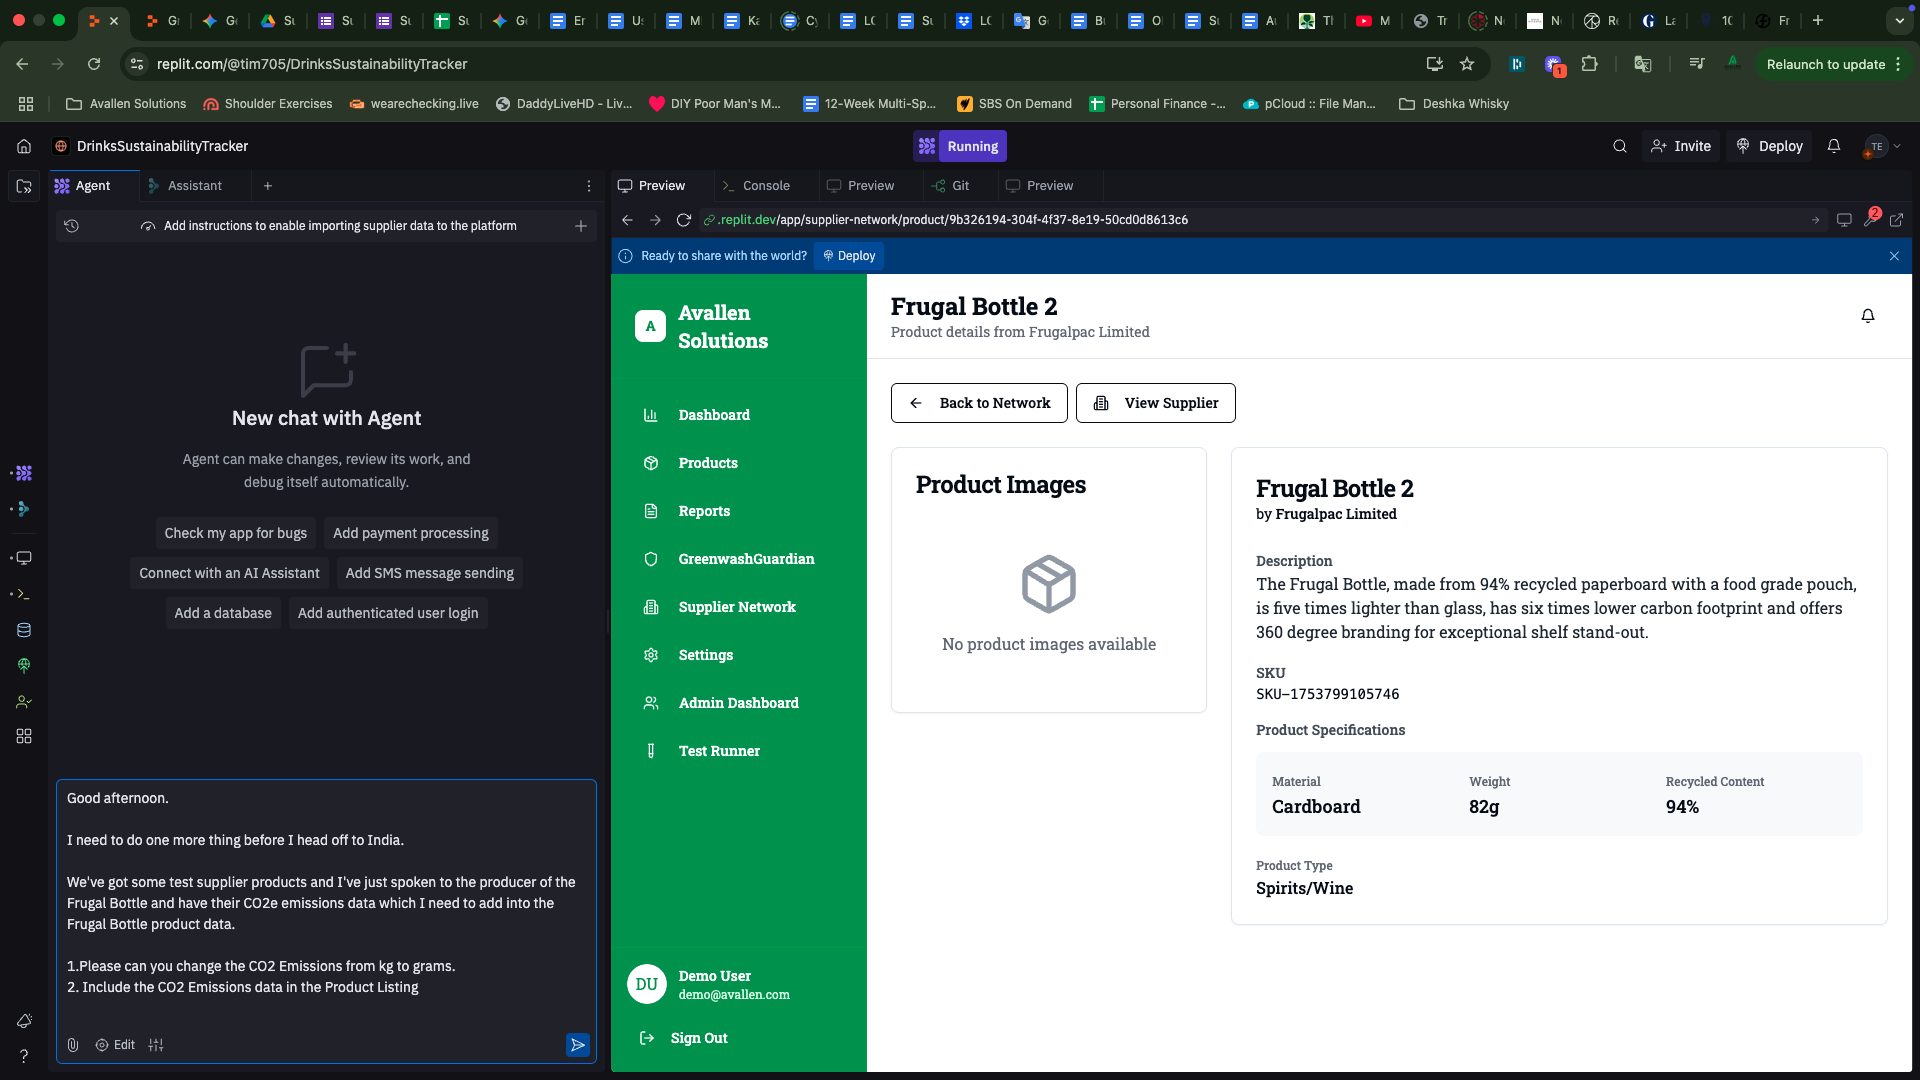 G
G
G
Su
Su
Su
Su
G
Er
Us
M
Ka
Cy
LC
Su
LC
G
Bu
O
Su
Au
Th
M
Tr
N
N
Re
La
10
Fr
replit.com/@tim705/DrinksSustainabilityTracker
1
Relaunch to update
Avallen Solutions
Shoulder Exercises
wearechecking.live
DaddyLiveHD - Liv...
DIY Poor Man's M...
12-Week Multi-Sp...
SBS On Demand
Personal Finance -...
pCloud :: File Man...
Deshka Whisky
DrinksSustainabilityTracker
Running
Invite
Deploy
TE
Agent
Assistant
Preview
Console
Preview
Git
Preview
Add instructions to enable importing supplier data to the platform
.replit.dev/app/supplier-network/product/9b326194-304f-4f37-8e19-50cd0d8613c6
2
Ready to share with the world?
Deploy
New chat with Agent
Agent can make changes, review its work, and
debug itself automatically.
Check my app for bugs
Add payment processing
Connect with an AI Assistant
Add SMS message sending
Add a database
Add authenticated user login
Good afternoon.
I need to do one more thing before I head off to India.
We've got some test supplier products and I've just spoken to the producer of the
Frugal Bottle and have their CO2e emissions data which I need to add into the
Frugal Bottle product data.
1.Please can you change the CO2 Emissions from kg to grams.
2. Include the CO2 Emissions data in the Product Listing
Edit
A
Avallen
Solutions
Dashboard
Products
Reports
GreenwashGuardian
Supplier Network
Settings
Admin Dashboard
Test Runner
DU
Demo User
demo@avallen.com
Sign Out
Frugal Bottle 2
Product details from Frugalpac Limited
Back to Network
View Supplier
Product Images
No product images available
Frugal Bottle 2
by Frugalpac Limited
Description
The Frugal Bottle, made from 94% recycled paperboard with a food grade pouch,
is five times lighter than glass, has six times lower carbon footprint and offers
360 degree branding for exceptional shelf stand-out.
SKU
SKU-1753799105746
Product Specifications
Material
Weight
Recycled Content
Cardboard
82g
94%
Product Type
Spirits/Wine